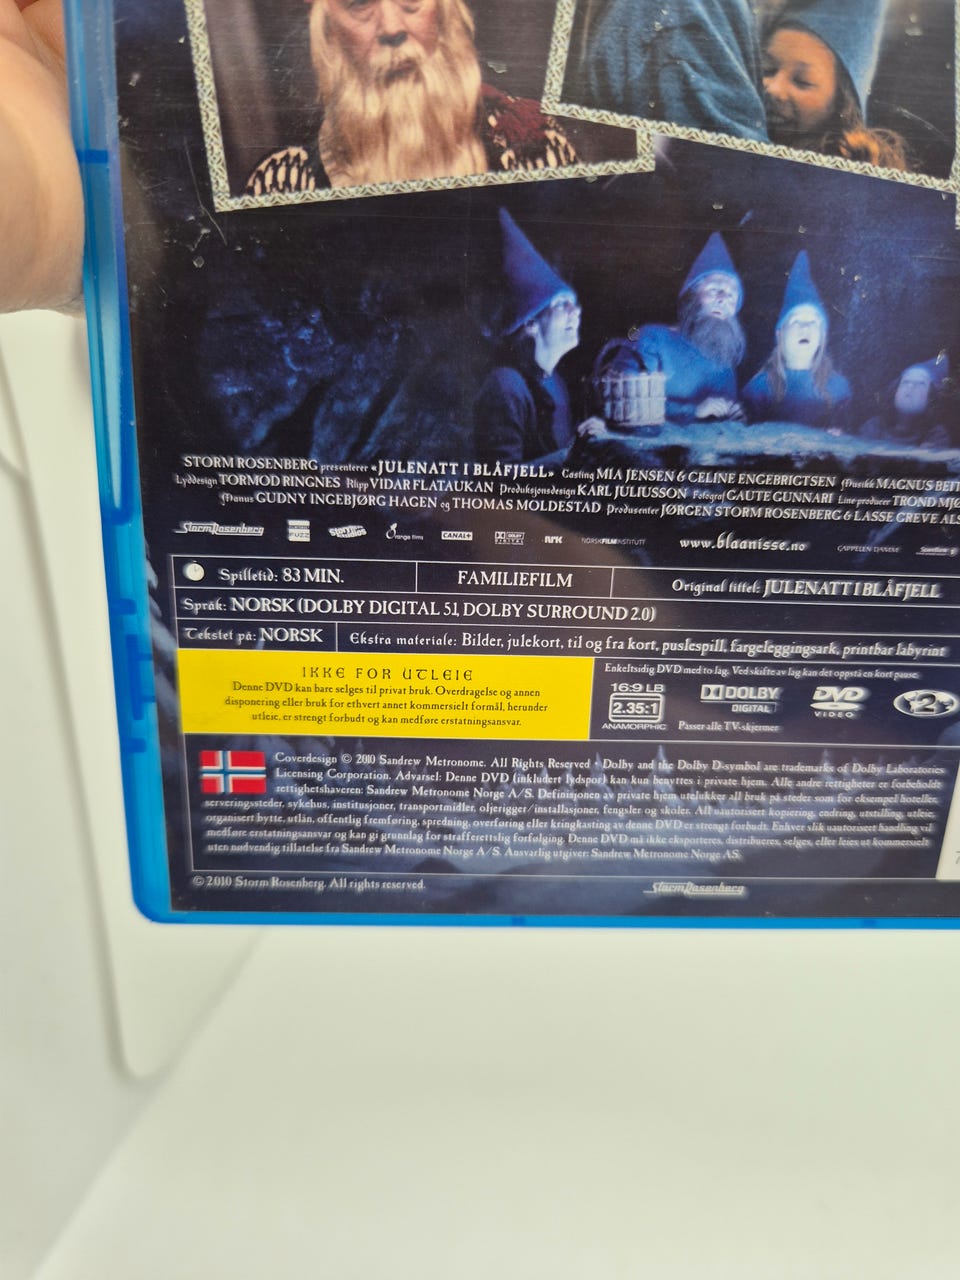 STORM ROSENBERG presenterer «JULENATT I BLÅFJELL» Casting MIA JENSEN & CELINE ENGEBRIGTSEN Musikk MAGNUS BEIT
Lyddesign TORMOD RINGNES Klipp VIDAR FLATAUKAN Produksjonsdesign KARL JULIUSSON Fotograf GAUTE GUNNARI Line producer TROND MJØ
Manus GUDNY INGEBJØRG HAGEN og THOMAS MOLDESTAD Produsenter JØRGEN STORM ROSENBERG & LASSE GREVE ALS
StormRosenberg FUZZ Storm Studios Orange films CANAL+ DOLBY DIGITAL NRK NORSK FILMINSTITUTT www.blaanisse.no CAPPELEN DAMM
Spilletid: 83 MIN. FAMILIEFILM Original tittel: JULENATT I BLÅFJELL
Språk: NORSK (DOLBY DIGITAL 5.1, DOLBY SURROUND 2.0)
Tekstet på: NORSK Ekstra materiale: Bilder, julekort, til og fra kort, puslespill, fargeleggingsark, printbar labyrint
IKKE FOR UTLEIE
Denne DVD kan bare selges til privat bruk. Overdragelse og annen
disponering eller bruk for ethvert annet kommersielt formål, herunder
utleie, er strengt forbudt og kan medføre erstatningsansvar.
Enkeltsidig DVD med to lag. Ved skifte av lag kan det oppstå en kort pause.
16:9 LB
2.35:1
ANAMORPHIC
DOLBY
DIGITAL
DVD
VIDEO
2
Passer alle TV-skjermer
Coverdesign © 2010 Sandrew Metronome. All Rights Reserved • Dolby and the Dolby D-symbol are trademarks of Dolby Laboratories
Licensing Corporation. Advarsel: Denne DVD (inkludert lydspor) kan kun benyttes i private hjem. Alle andre rettigheter er forbeholdt
rettighetshaveren: Sandrew Metronome Norge A/S. Definisjonen av private hjem utelukker all bruk på steder som for eksempel hoteller,
serveringssteder, sykehus, institusjoner, transportmidler, oljerigger/installasjoner, fengsler og skoler. All uautorisert kopiering, endring, utstilling, utleie,
organisert bytte, utlån, offentlig fremføring, spredning, overføring eller kringkasting av denne DVD er strengt forbudt. Enhver slik uautorisert handling vil
medføre erstatningsansvar og kan gi grunnlag for strafferettslig forfølging. Denne DVD må ikke eksporteres, distribueres, selges, eller leies ut kommersielt
uten nødvendig tillatelse fra Sandrew Metronome Norge A/S. Ansvarlig utgiver: Sandrew Metronome Norge AS.
© 2010 Storm Rosenberg. All rights reserved.
StormRosenberg